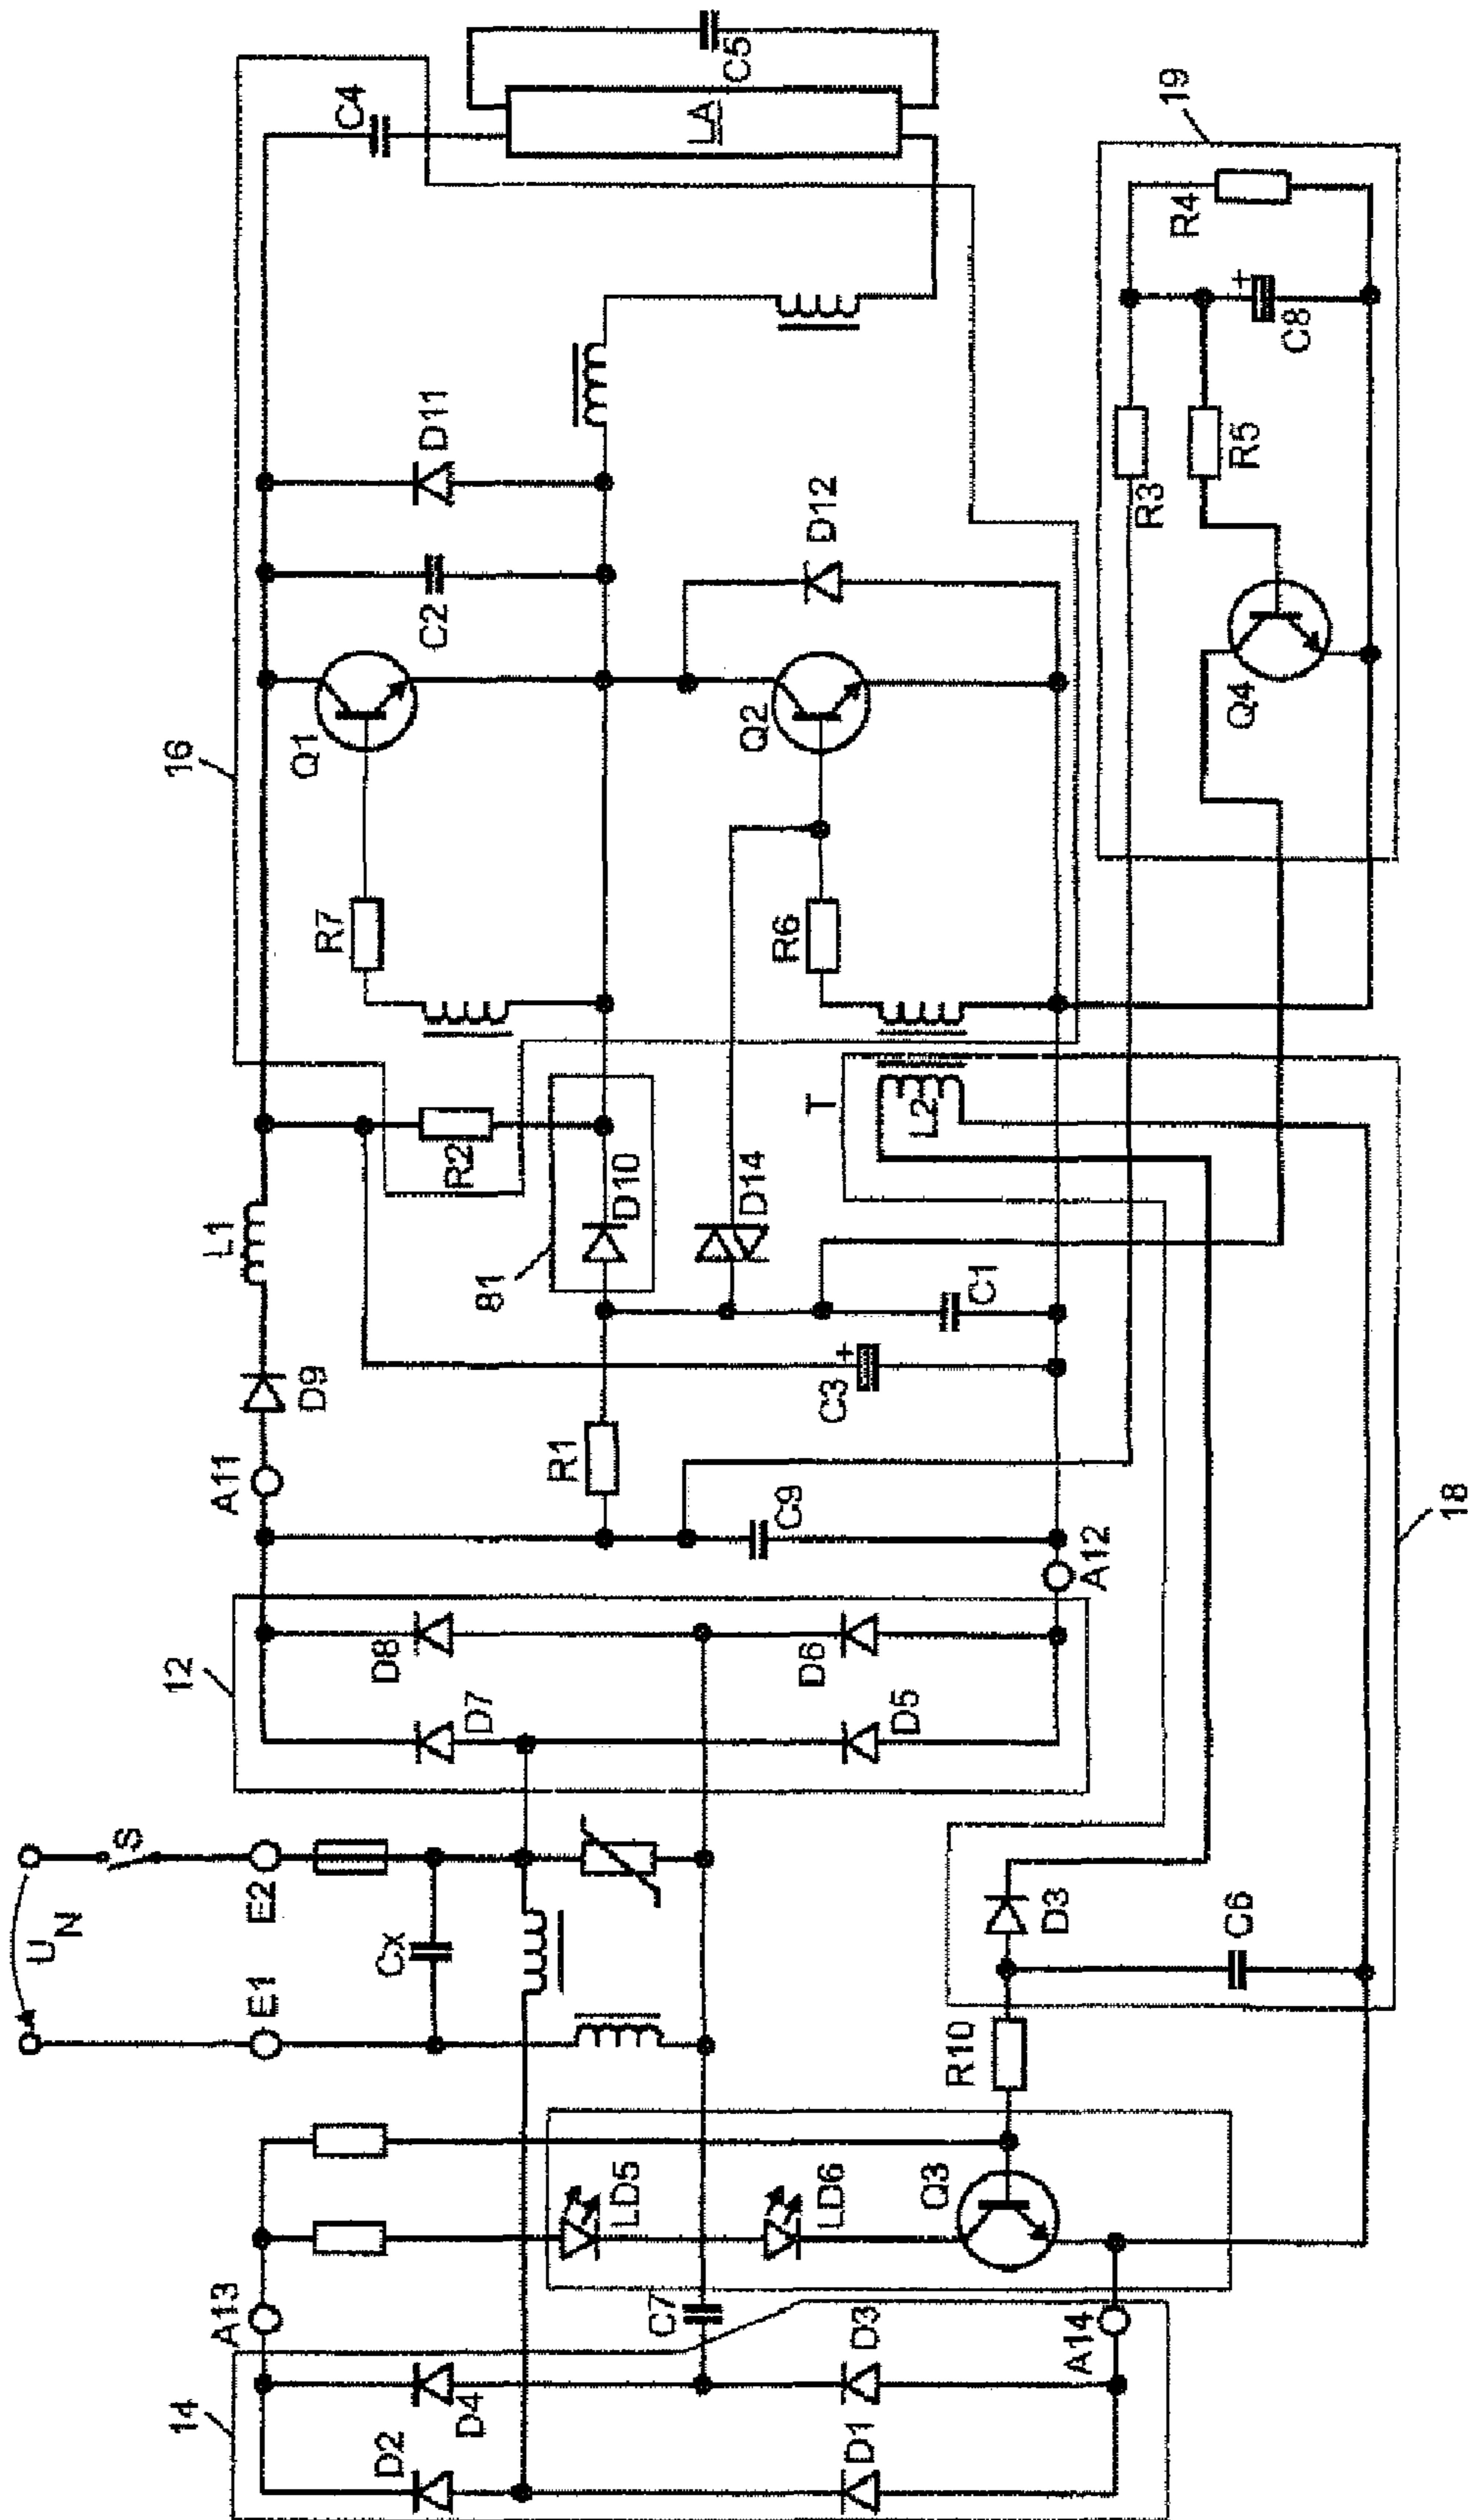 C5
C4
LA
19
R4
C8
R3
R5
Q4
D11
C2
D12
16
Q1
Q2
R7
R6
T
L2
R2
D10
81
D14
L1
C1
D9
C3
A11
R1
C9
A12
18
12
D8
D7
D6
D5
U
N
S
E2
E1
Cx
D3
C6
R10
LD5
LD6
Q3
A13
C7
A14
14
D4
D3
D2
D1